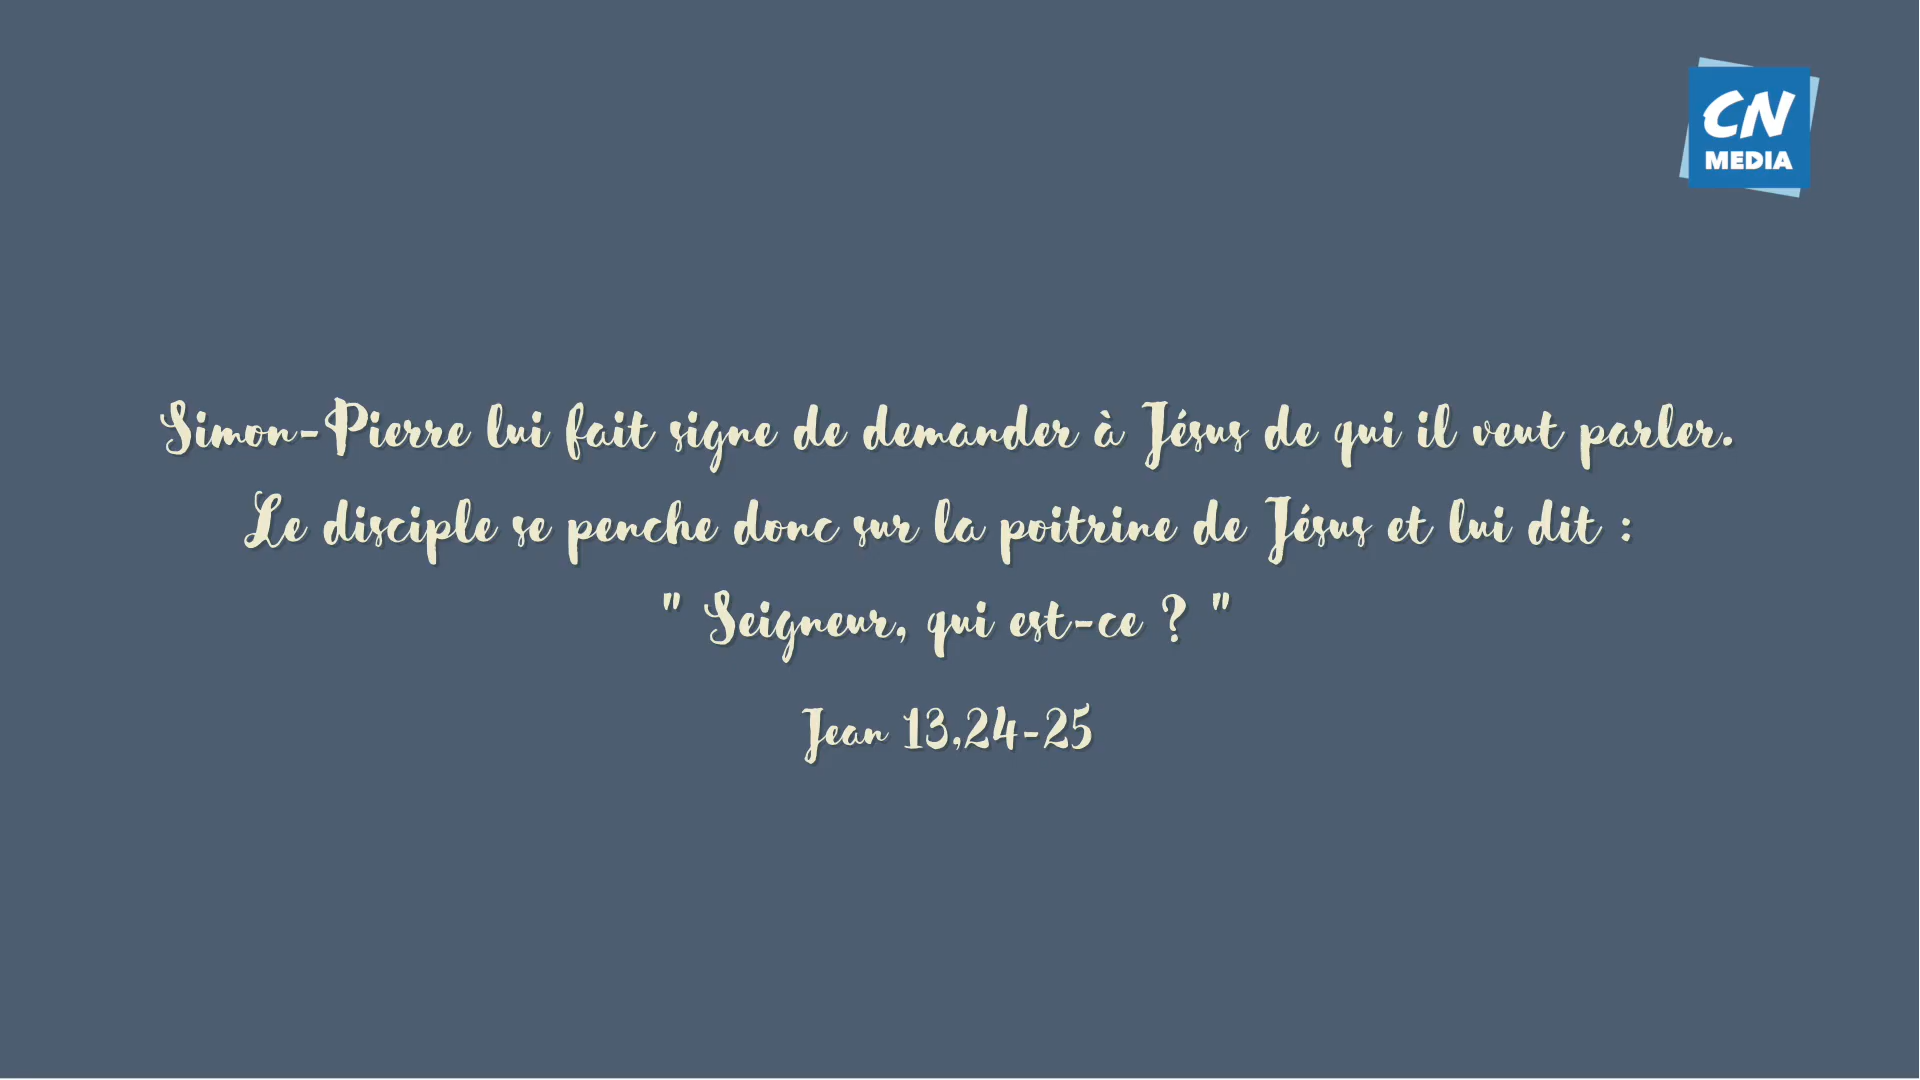 CN
MEDIA
Simon-Pierre lui fait signe de demander à Jésus de qui il veut parler.
Le disciple se penche donc sur la poitrine de Jésus et lui dit :
" Seigneur, qui est-ce ? "
Jean 13,24-25